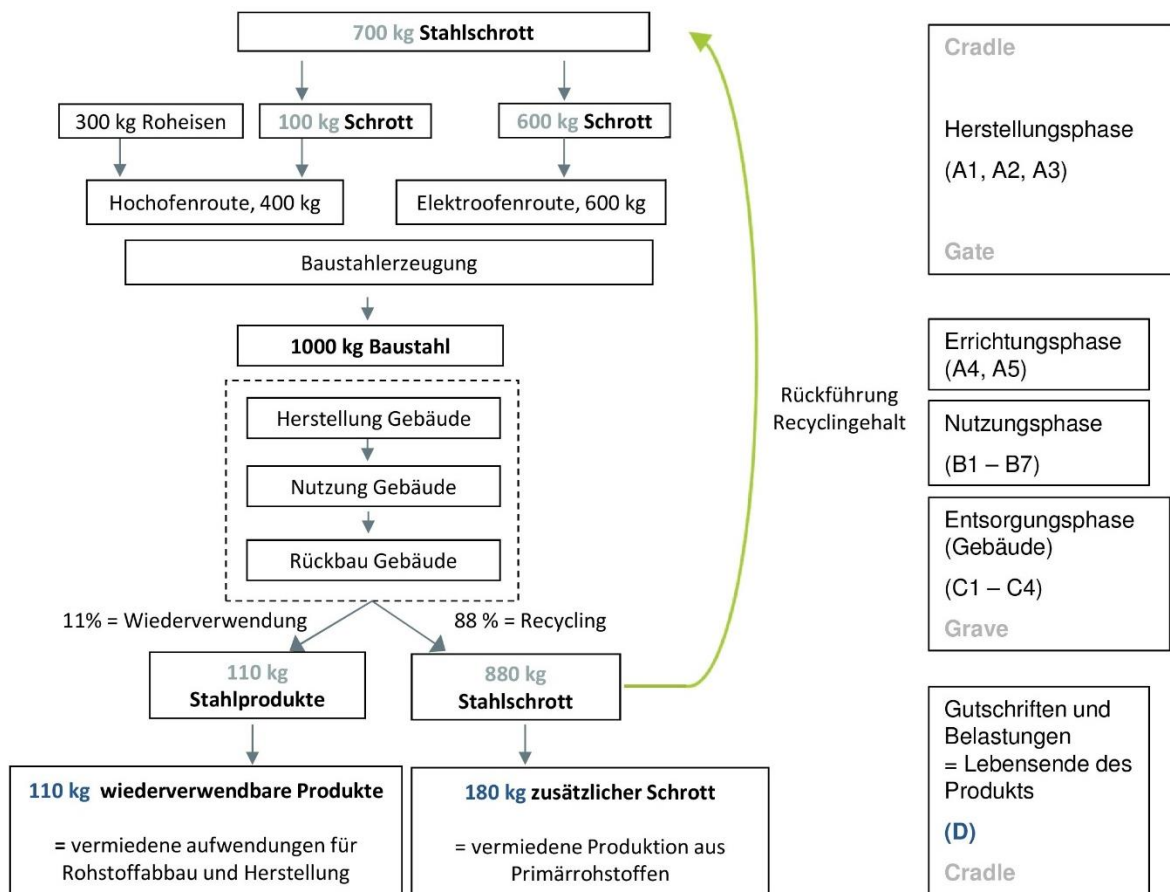 700 kg Stahlschrott
300 kg Roheisen
100 kg Schrott
600 kg Schrott
Hochofenroute, 400 kg
Elektroofenroute, 600 kg
Baustahlerzeugung
1000 kg Baustahl
Herstellung Gebäude
Nutzung Gebäude
Rückbau Gebäude
11% = Wiederverwendung
88 % = Recycling
110 kg
Stahlprodukte
880 kg
Stahlschrott
110 kg wiederverwendbare Produkte
= vermiedene aufwendungen für
Rohstoffabbau und Herstellung
180 kg zusätzlicher Schrott
= vermiedene Produktion aus
Primärrohstoffen
Rückführung
Recyclingehalt
Cradle
Herstellungsphase
(A1, A2, A3)
Gate
Errichtungsphase
(A4, A5)
Nutzungsphase
(B1 – B7)
Entsorgungsphase
(Gebäude)
(C1 – C4)
Grave
Gutschriften und
Belastungen
= Lebensende des
Produkts
(D)
Cradle